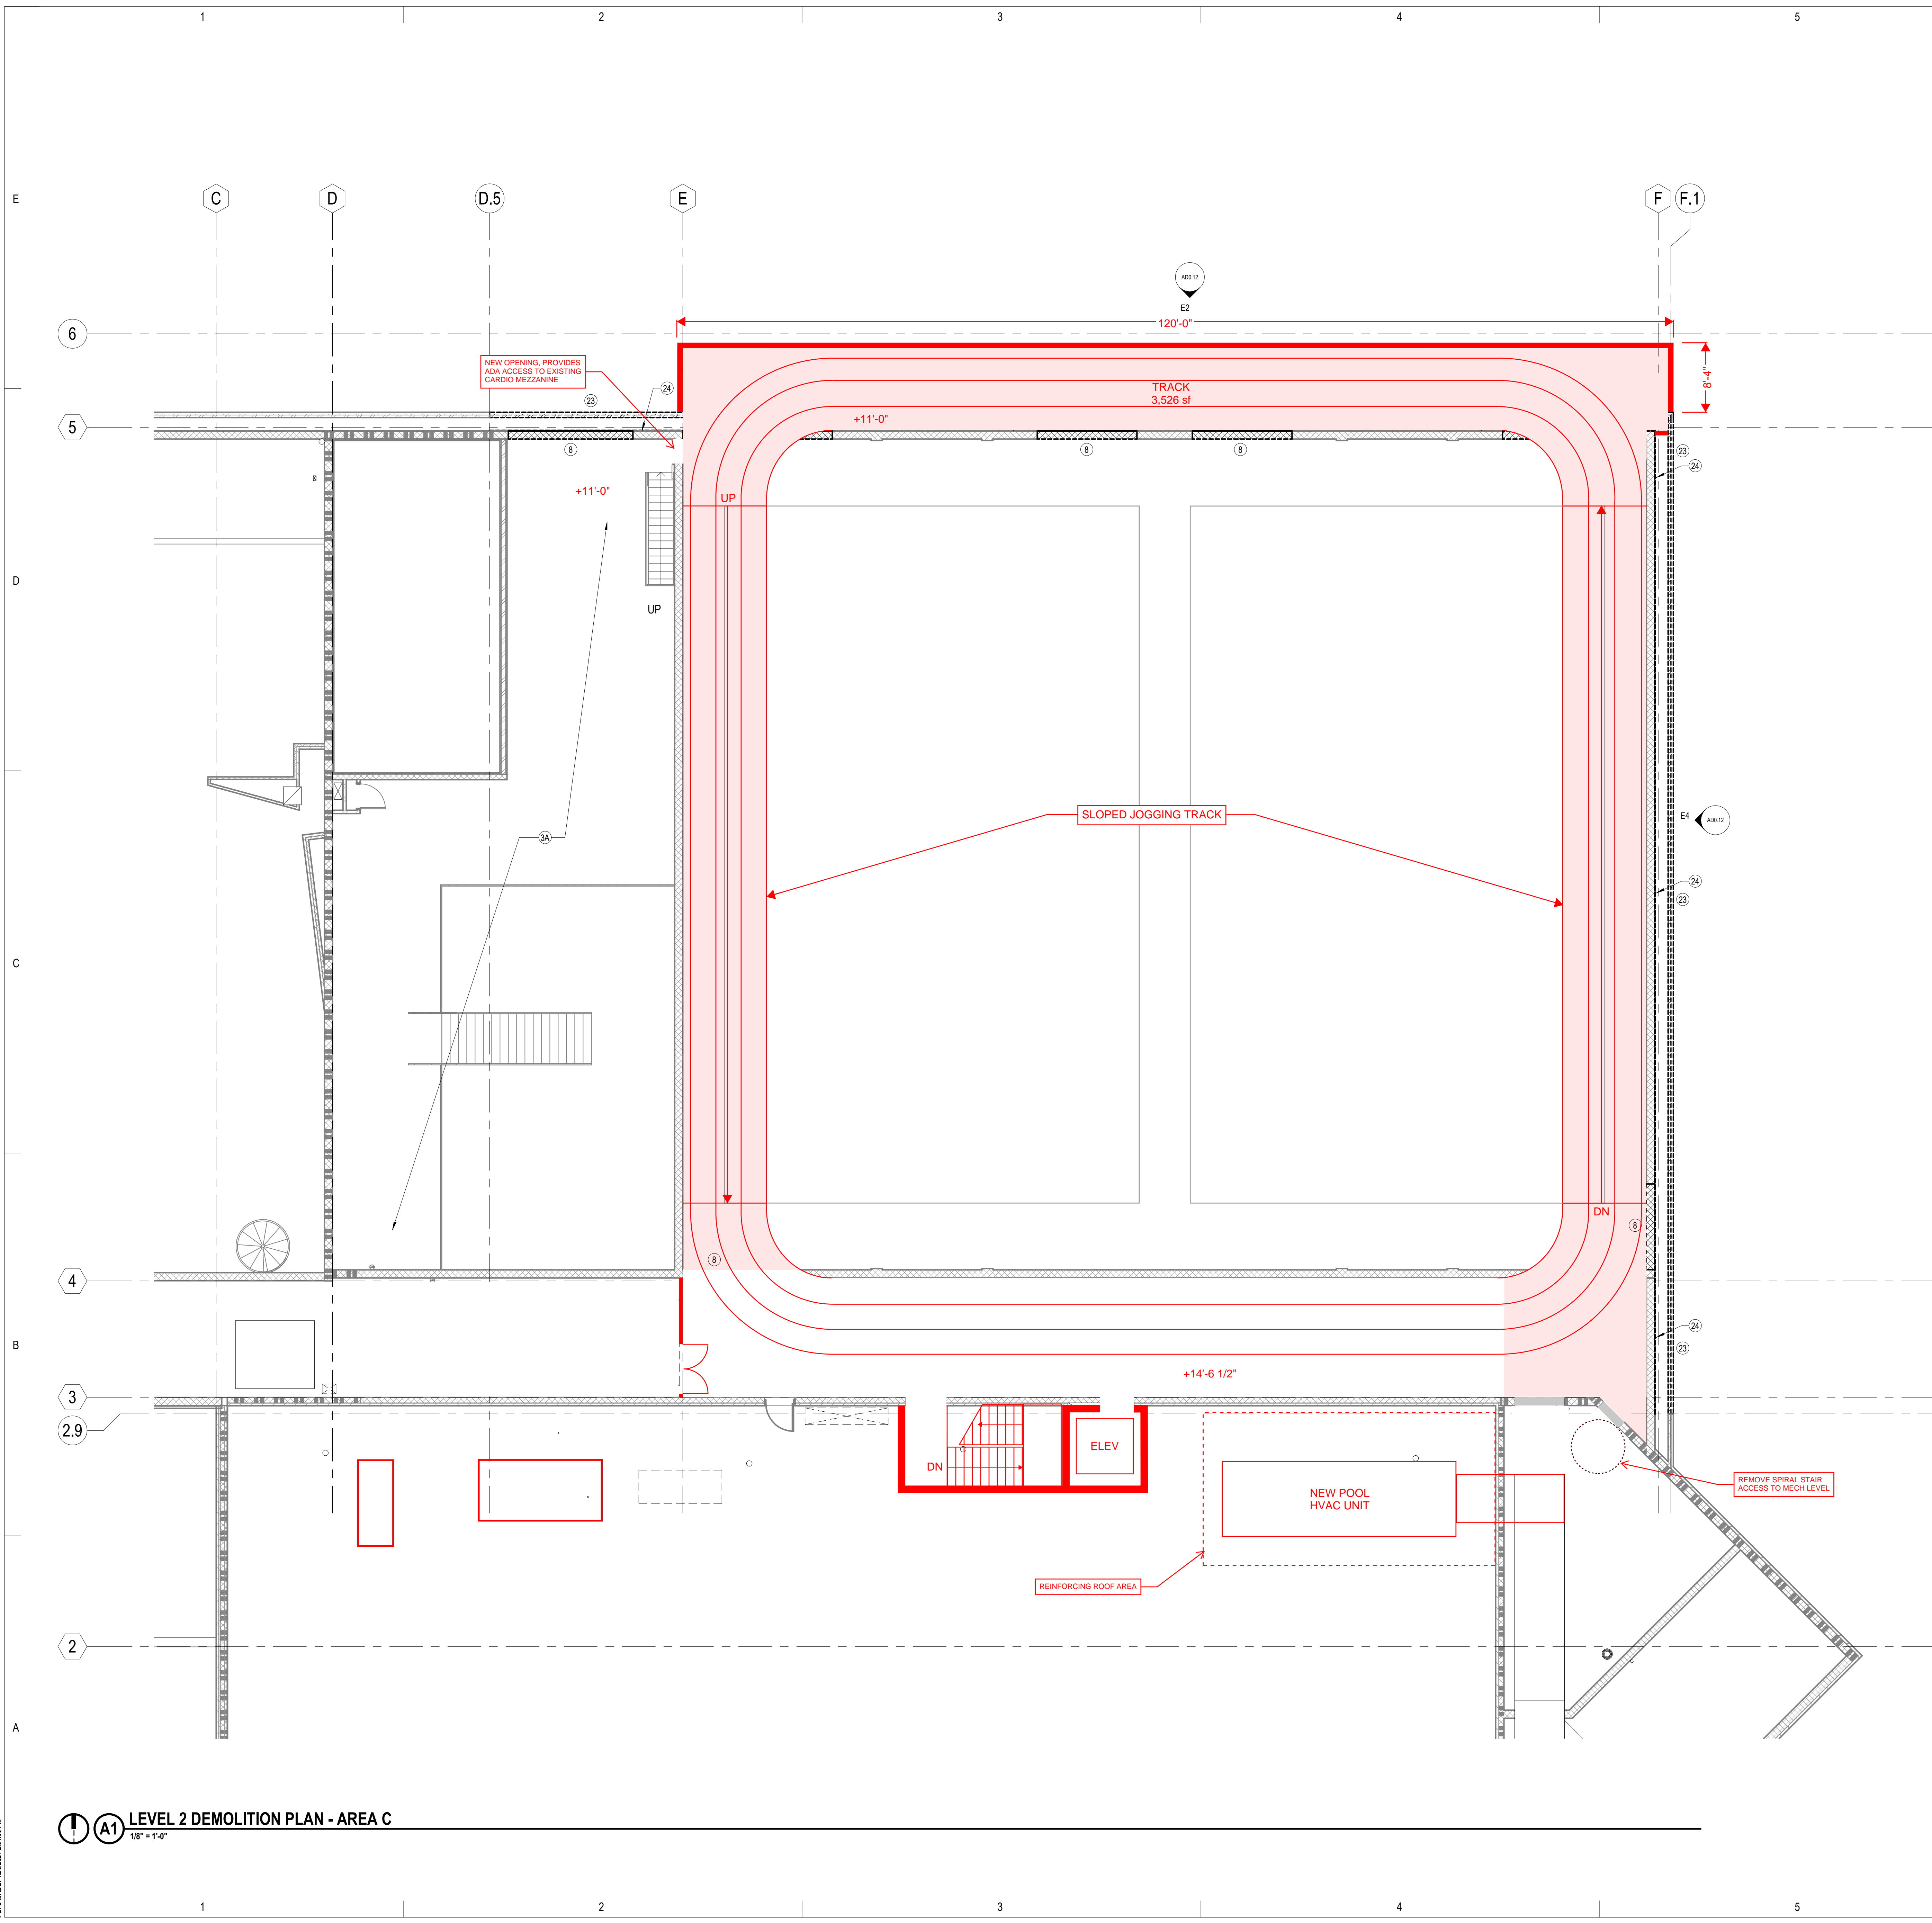 1 2 3 4 5
E
C D D.5 E F F.1
AD0.12
E2
6
120'-0"
8'-4"
NEW OPENING, PROVIDES
ADA ACCESS TO EXISTING
CARDIO MEZZANINE
24
23
TRACK
3,526 sf
+11'-0"
5
8 8 8
23
24
+11'-0"
UP
D
UP
SLOPED JOGGING TRACK
E4 AD0.12
3A
24
23
C
DN
8
8
4
B
24
23
+14'-6 1/2"
3
2.9
ELEV
DN
NEW POOL
HVAC UNIT
REMOVE SPIRAL STAIR
ACCESS TO MECH LEVEL
REINFORCING ROOF AREA
2
A
A1 LEVEL 2 DEMOLITION PLAN - AREA C
1/8" = 1'-0"
1 2 3 4 5